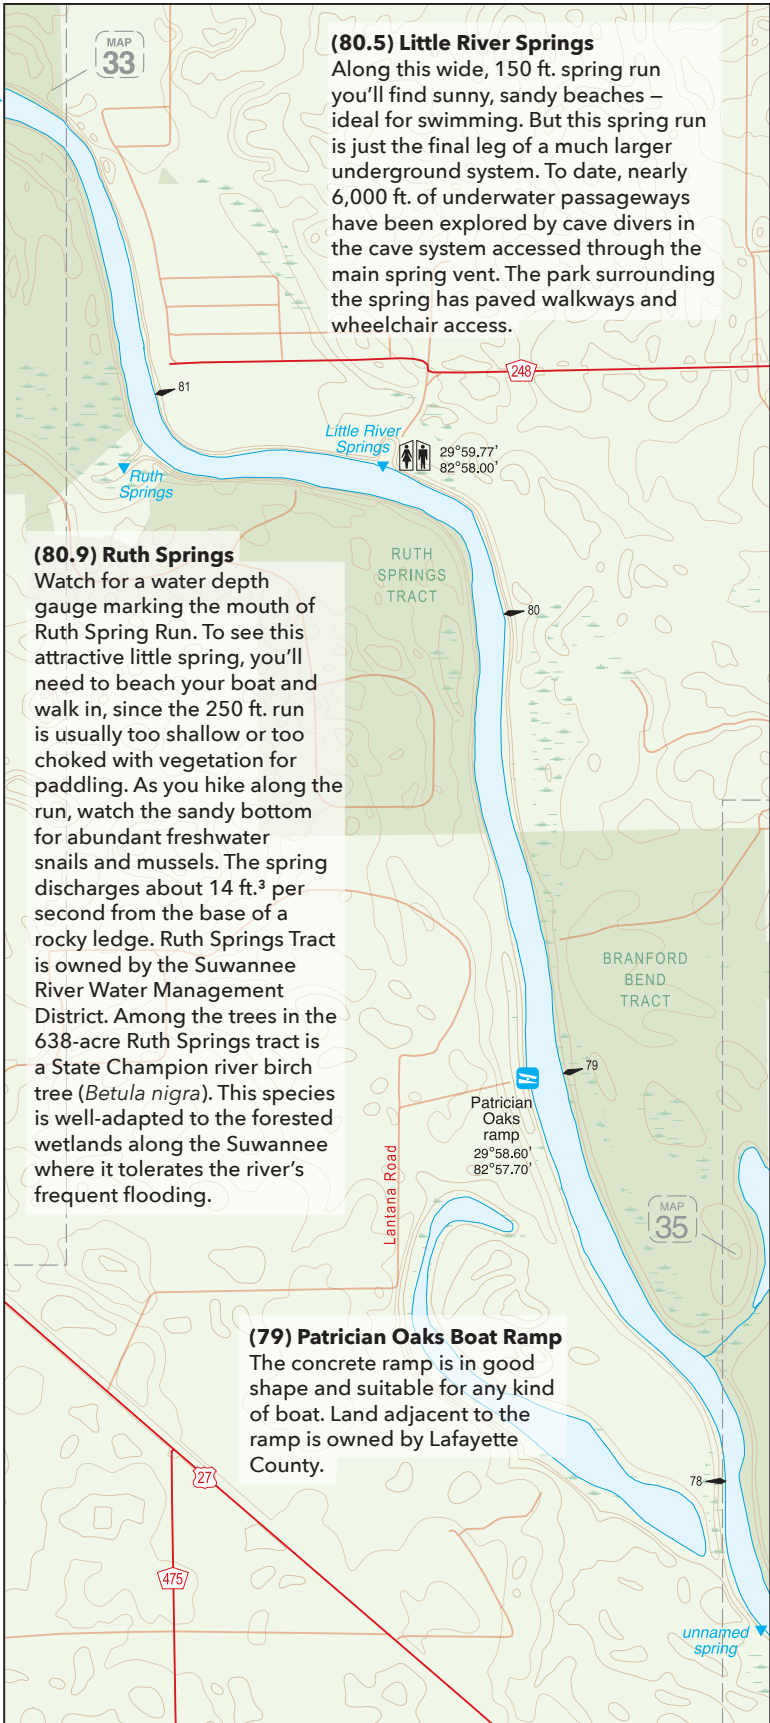 MAP
33
(80.5) Little River Springs
Along this wide, 150 ft. spring run
you'll find sunny, sandy beaches —
ideal for swimming. But this spring run
is just the final leg of a much larger
underground system. To date, nearly
6,000 ft. of underwater passageways
have been explored by cave divers in
the cave system accessed through the
main spring vent. The park surrounding
the spring has paved walkways and
wheelchair access.
248
81
Little River
Springs
29°59.77'
82°58.00'
Ruth
Springs
(80.9) Ruth Springs
Watch for a water depth
gauge marking the mouth of
Ruth Spring Run. To see this
attractive little spring, you'll
need to beach your boat and
walk in, since the 250 ft. run
is usually too shallow or too
choked with vegetation for
paddling. As you hike along the
run, watch the sandy bottom
for abundant freshwater
snails and mussels. The spring
discharges about 14 ft.³ per
second from the base of a
rocky ledge. Ruth Springs Tract
is owned by the Suwannee
River Water Management
District. Among the trees in the
638-acre Ruth Springs tract is
a State Champion river birch
tree (Betula nigra). This species
is well-adapted to the forested
wetlands along the Suwannee
where it tolerates the river's
frequent flooding.
RUTH
SPRINGS
TRACT
80
BRANFORD
BEND
TRACT
79
Patrician
Oaks
ramp
29°58.60'
82°57.70'
Lantana Road
MAP
35
(79) Patrician Oaks Boat Ramp
The concrete ramp is in good
shape and suitable for any kind
of boat. Land adjacent to the
ramp is owned by Lafayette
County.
27
78
475
unnamed
spring